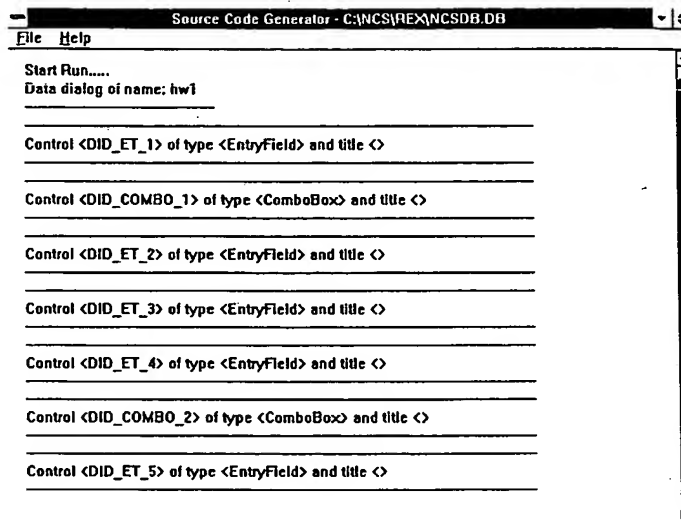 Source Code Generator - C:\NCS\REX\NCSDB.DB
File Help
Start Run.....
Data dialog of name: hw1
Control <DID_ET_1> of type <EntryField> and title <>
Control <DID_COMBO_1> of type <ComboBox> and title <>
Control <DID_ET_2> of type <EntryField> and title <>
Control <DID_ET_3> of type <EntryField> and title <>
Control <DID_ET_4> of type <EntryField> and title <>
Control <DID_COMBO_2> of type <ComboBox> and title <>
Control <DID_ET_5> of type <EntryField> and title <>